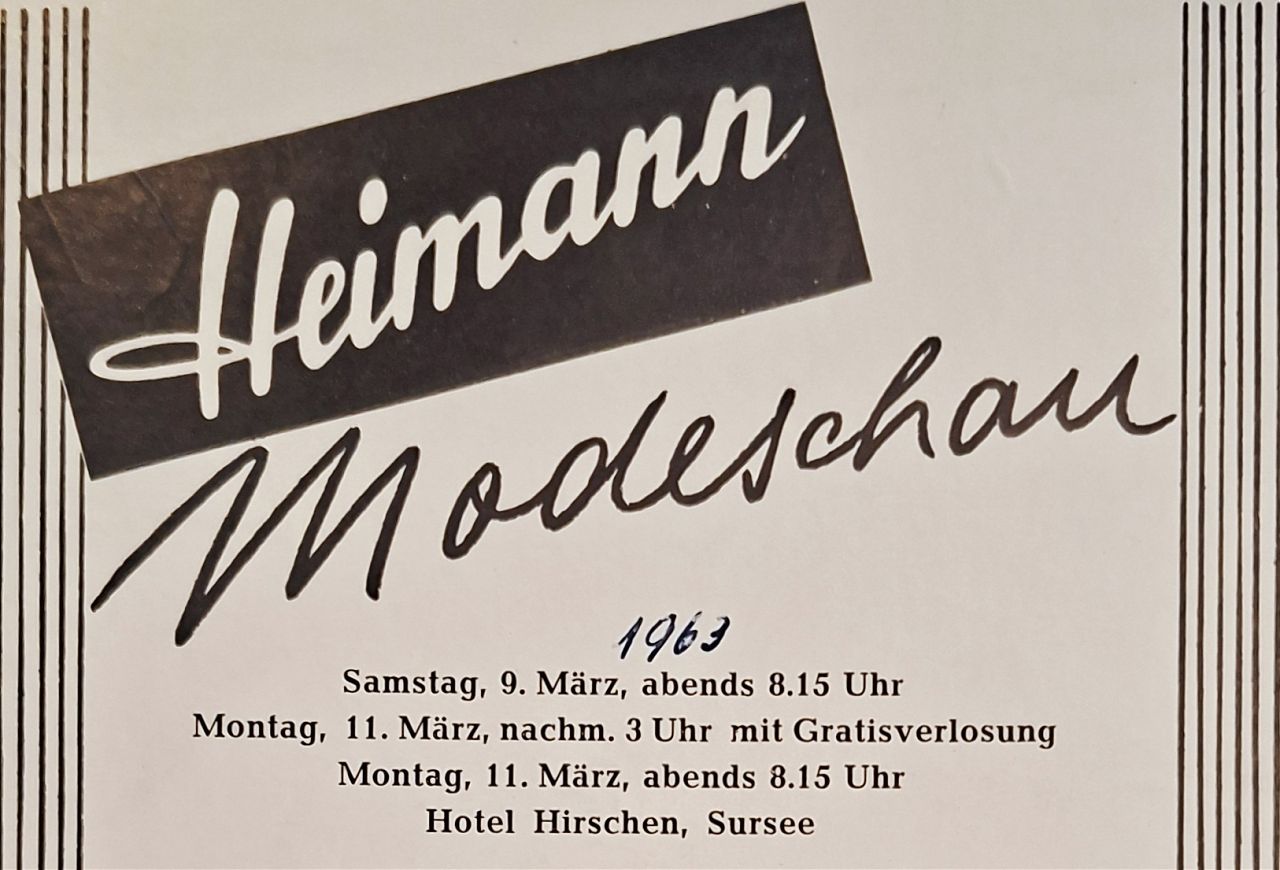 Heimann
Modeschau
1963
Samstag, 9. März, abends 8.15 Uhr
Montag, 11. März, nachm. 3 Uhr mit Gratisverlosung
Montag, 11. März, abends 8.15 Uhr
Hotel Hirschen, Sursee